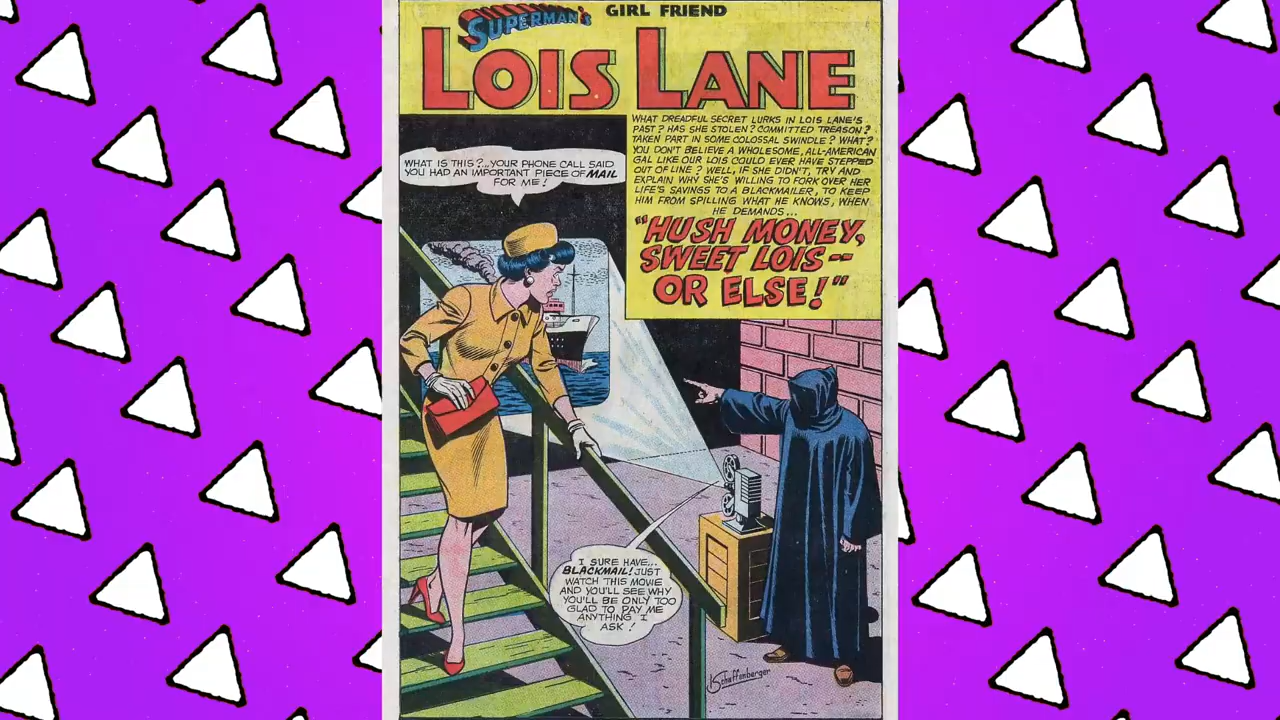 SUPERMAN'S GIRL FRIEND
LOIS LANE
WHAT DREADFUL SECRET LURKS IN LOIS LANE'S
PAST? HAS SHE STOLEN? COMMITTED TREASON?
TAKEN PART IN SOME COLOSSAL SWINDLE? WHAT?
YOU DON'T BELIEVE A WHOLESOME, ALL-AMERICAN
GAL LIKE OUR LOIS COULD EVER HAVE STEPPED
OUT OF LINE? WELL, IF SHE DIDN'T, TRY AND
EXPLAIN WHY SHE'S WILLING TO FORK OVER HER
LIFE'S SAVINGS TO A BLACKMAILER, TO KEEP
HIM FROM SPILLING WHAT HE KNOWS, WHEN
HE DEMANDS...
"HUSH MONEY,
SWEET LOIS--
OR ELSE!"
WHAT IS THIS?...YOUR PHONE CALL SAID
YOU HAD AN IMPORTANT PIECE OF MAIL
FOR ME!
I SURE HAVE...
BLACKMAIL! JUST
WATCH THIS MOVIE
AND YOU'LL SEE WHY
YOU'LL BE ONLY TOO
GLAD TO PAY ME
ANYTHING I
ASK!
KSchaffenberger